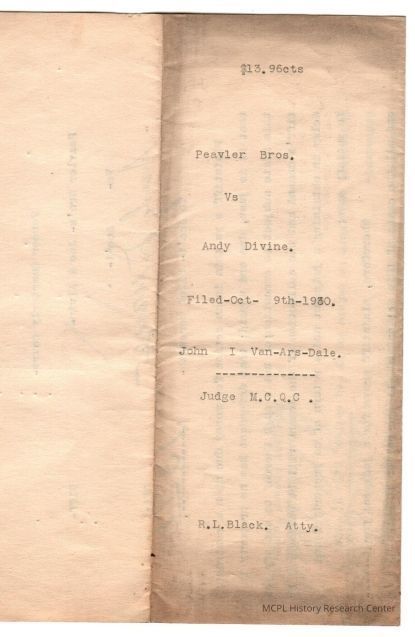 $13.96cts
Peavler Bros.
Vs
Andy Divine.
Filed-Oct- 9th-1930.
John I Van-Ars-Dale.
--------------
Judge M.C.Q.C .
R.L.Black. Atty.
MCPL History Research Center